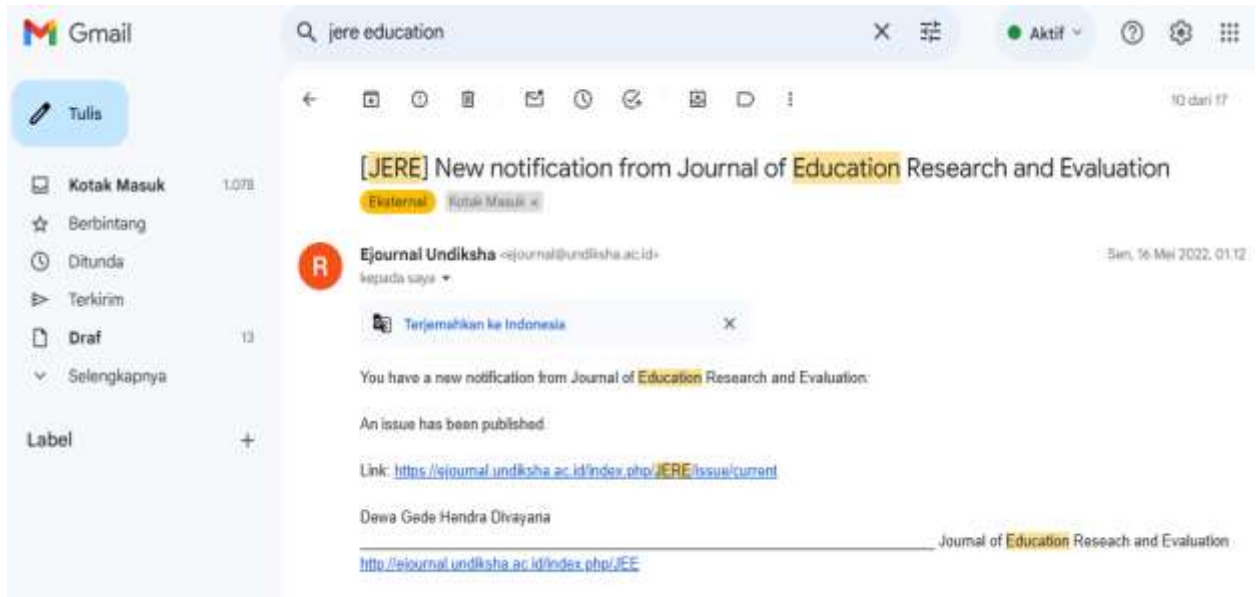 Gmail
jere education
Aktif
Tulis
10 dari 17
[JERE] New notification from Journal of Education Research and Evaluation
Eksternal Kotak Masuk ×
Kotak Masuk 1.078
Berbintang
Ditunda
Terkirim
Draf 13
Selengkapnya
Label +
R
Ejournal Undiksha <ejournal@undiksha.ac.id> Sen, 16 Mei 2022, 01.12
kepada saya
Terjemahkan ke Indonesia
You have a new notification from Journal of Education Research and Evaluation:
An issue has been published.
Link: https://ejournal.undiksha.ac.id/index.php/JERE/issue/current
Dewa Gede Hendra Divayana
Journal of Education Reseach and Evaluation
http://ejournal.undiksha.ac.id/index.php/JEE